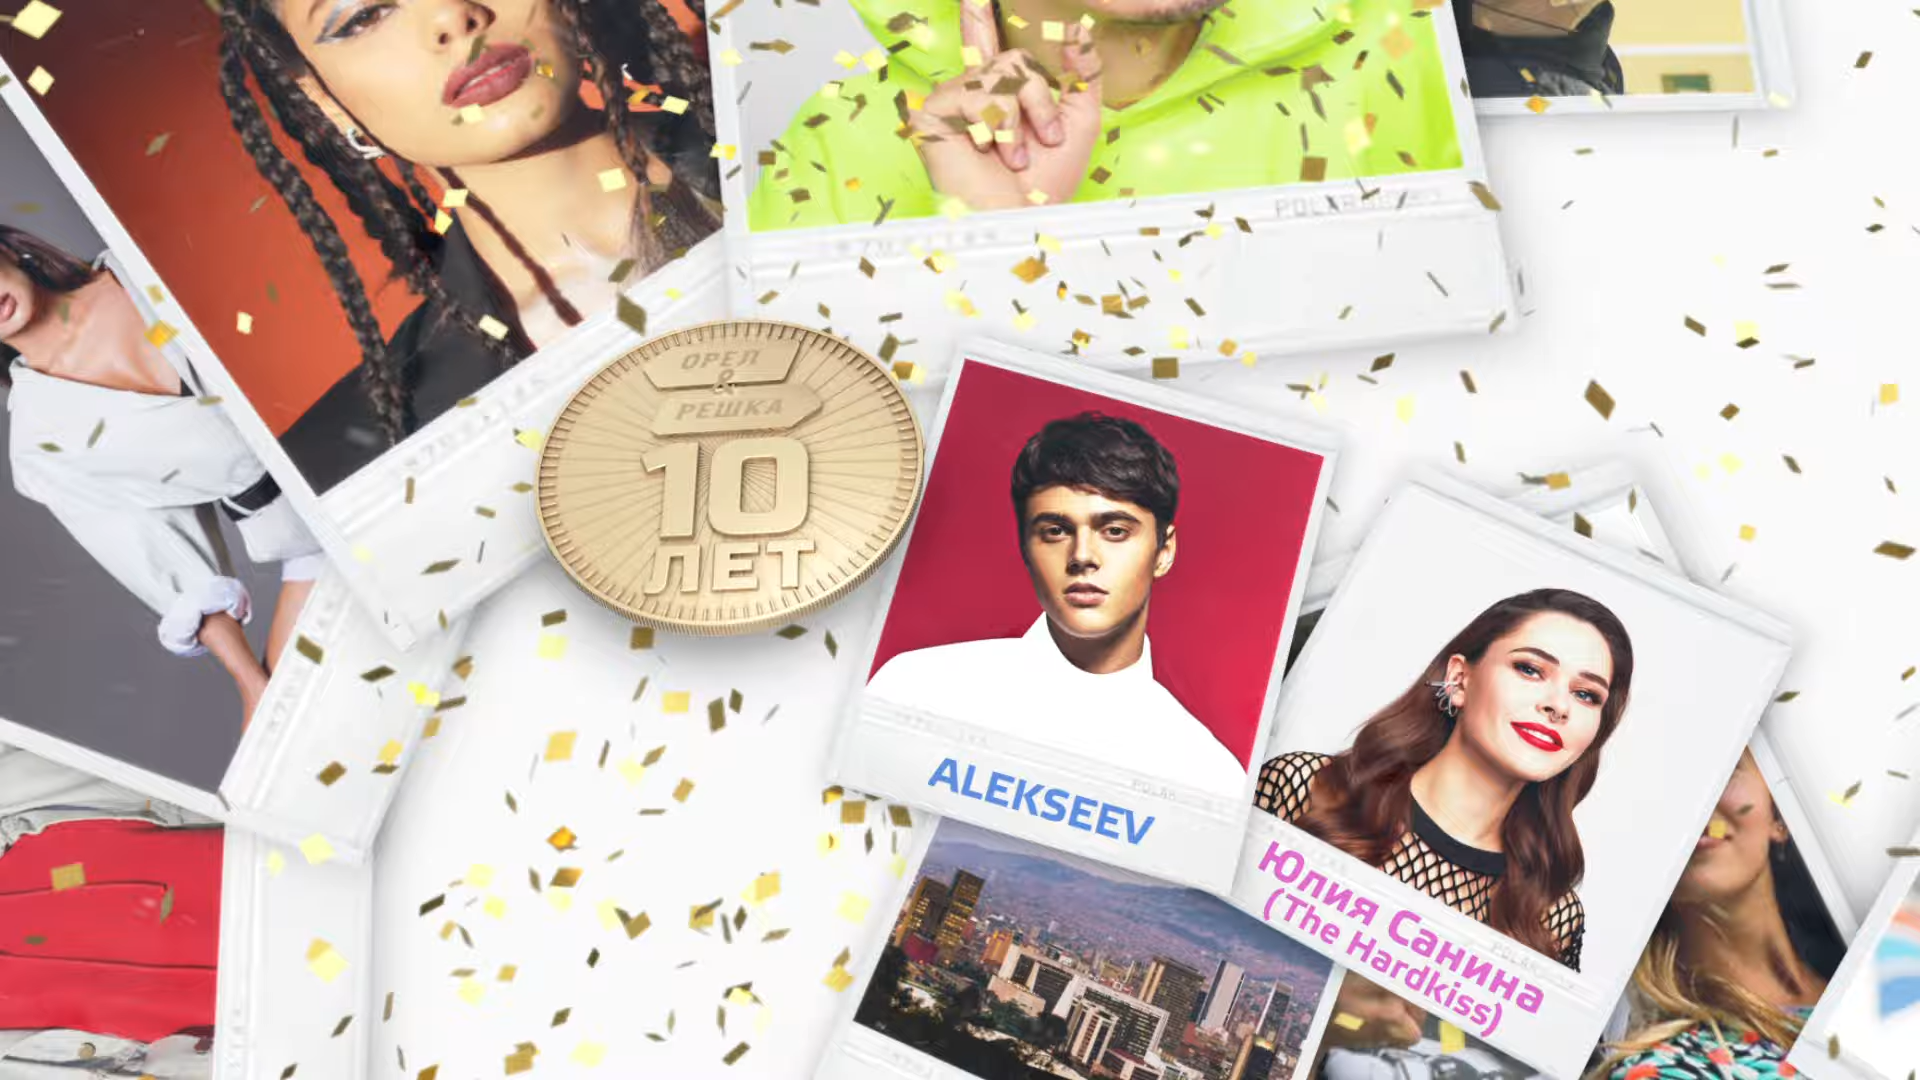 ОРЕЛ
&
РЕШКА
10
ЛЕТ
ALEKSEEV
Юлия Санина
(The Hardkiss)